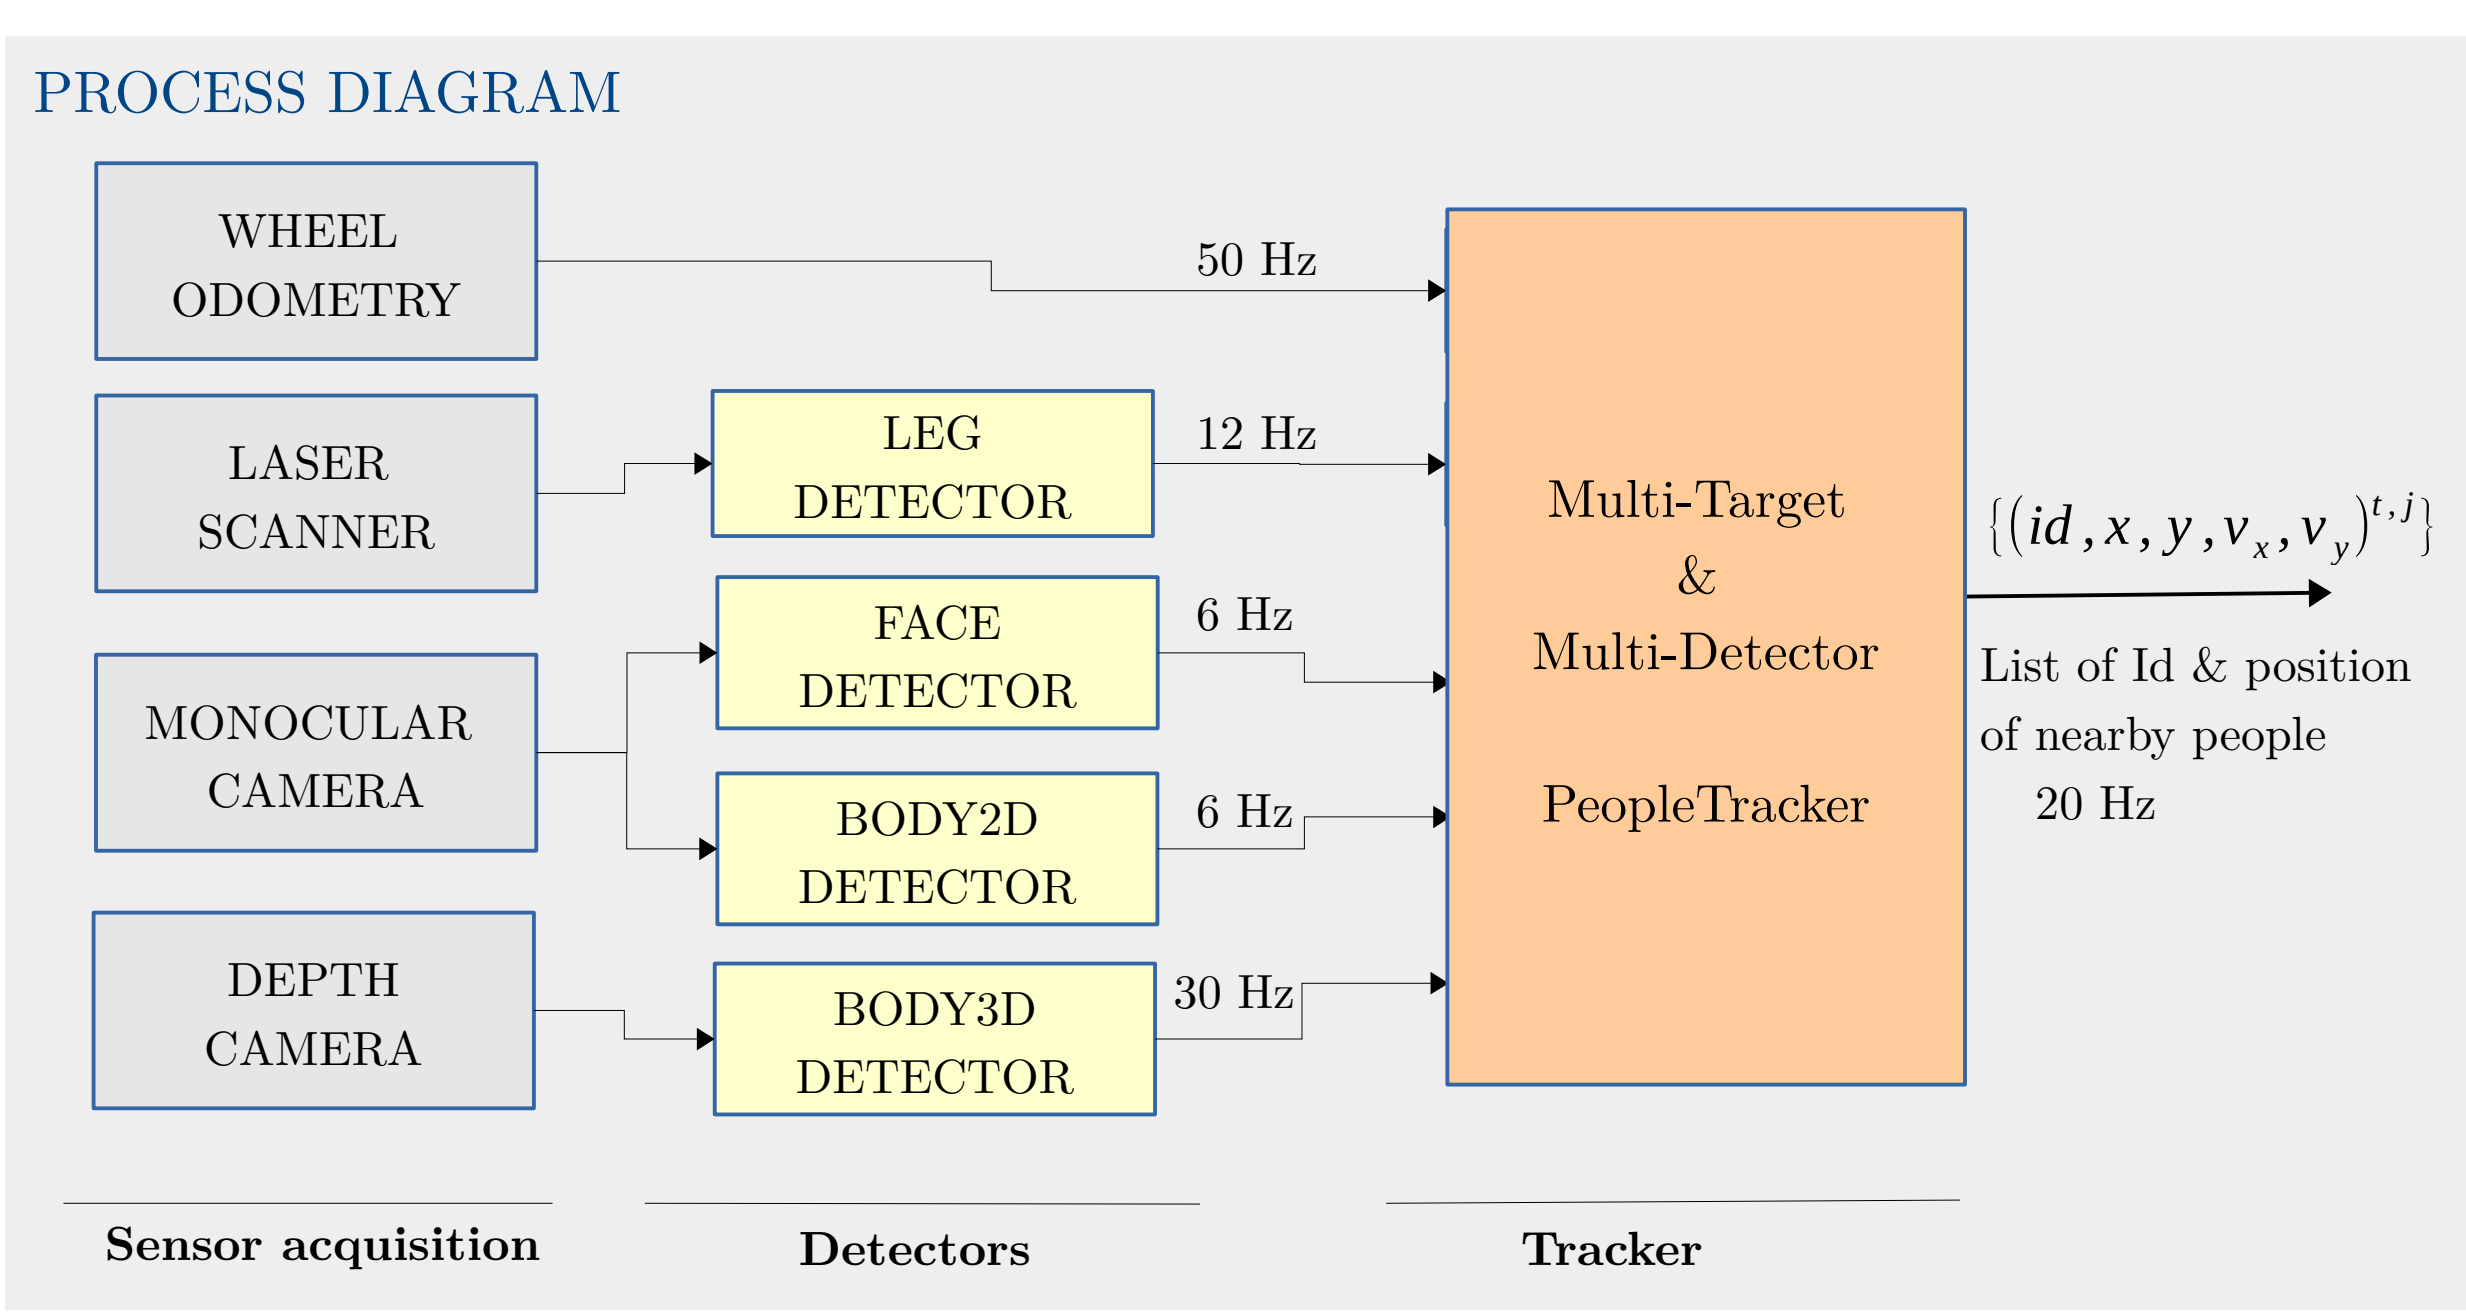 PROCESS DIAGRAM
WHEEL
ODOMETRY
50 Hz
LASER
SCANNER
LEG
DETECTOR
12 Hz
MONOCULAR
CAMERA
FACE
DETECTOR
6 Hz
BODY2D
DETECTOR
6 Hz
DEPTH
CAMERA
BODY3D
DETECTOR
30 Hz
Multi-Target
&
Multi-Detector
PeopleTracker
{(id, x, y, v_x, v_y)^{t,j}}
List of Id & position
of nearby people
20 Hz
Sensor acquisition
Detectors
Tracker